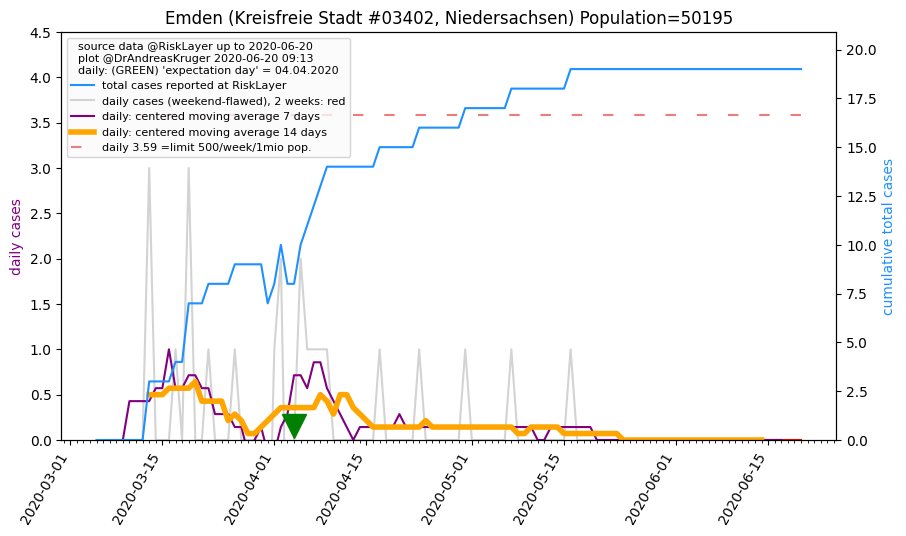 Emden (Kreisfreie Stadt #03402, Niedersachsen) Population=50195
source data @RiskLayer up to 2020-06-20
plot @DrAndreasKruger 2020-06-20 09:13
daily: (GREEN) 'expectation day' = 04.04.2020
total cases reported at RiskLayer
daily cases (weekend-flawed), 2 weeks: red
daily: centered moving average 7 days
daily: centered moving average 14 days
daily 3.59 =limit 500/week/1mio pop.
daily cases
4.5
4.0
3.5
3.0
2.5
2.0
1.5
1.0
0.5
0.0
cumulative total cases
20.0
17.5
15.0
12.5
10.0
7.5
5.0
2.5
0.0
2020-03-01
2020-03-15
2020-04-01
2020-04-15
2020-05-01
2020-05-15
2020-06-01
2020-06-15